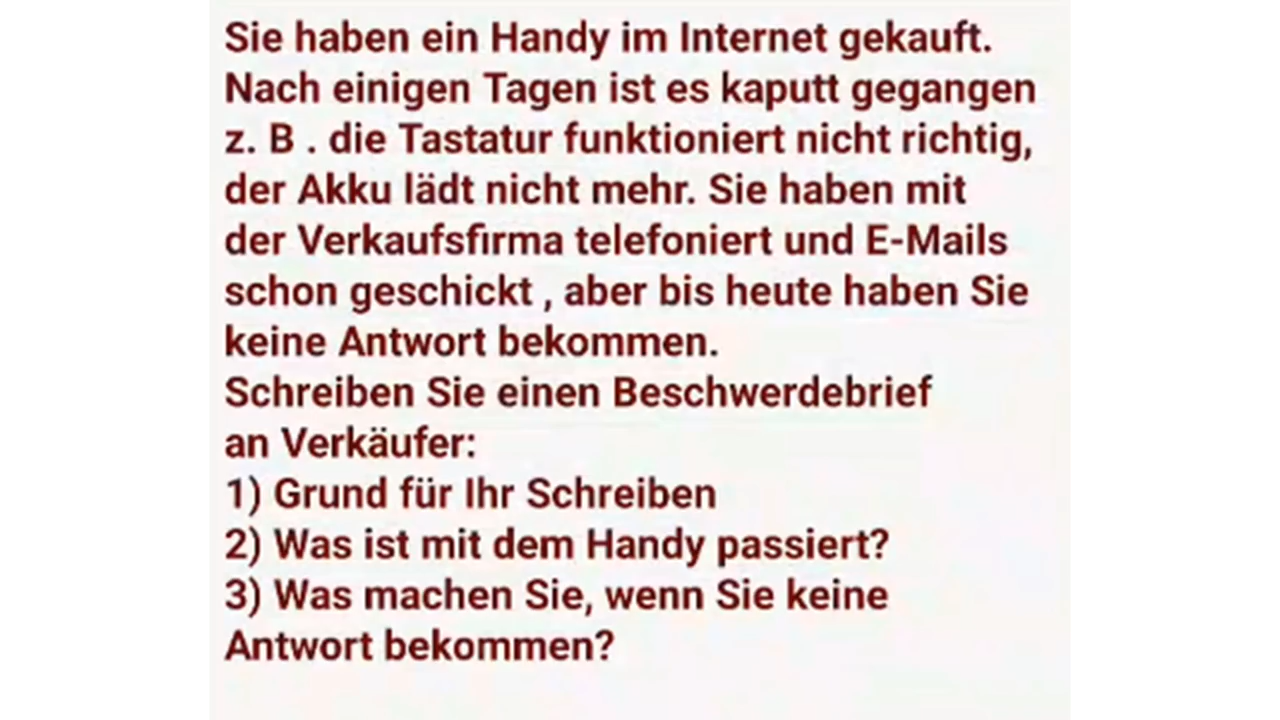 Sie haben ein Handy im Internet gekauft.
Nach einigen Tagen ist es kaputt gegangen
z. B . die Tastatur funktioniert nicht richtig,
der Akku lädt nicht mehr. Sie haben mit
der Verkaufsfirma telefoniert und E-Mails
schon geschickt , aber bis heute haben Sie
keine Antwort bekommen.
Schreiben Sie einen Beschwerdebrief
an Verkäufer:
1) Grund für Ihr Schreiben
2) Was ist mit dem Handy passiert?
3) Was machen Sie, wenn Sie keine
Antwort bekommen?